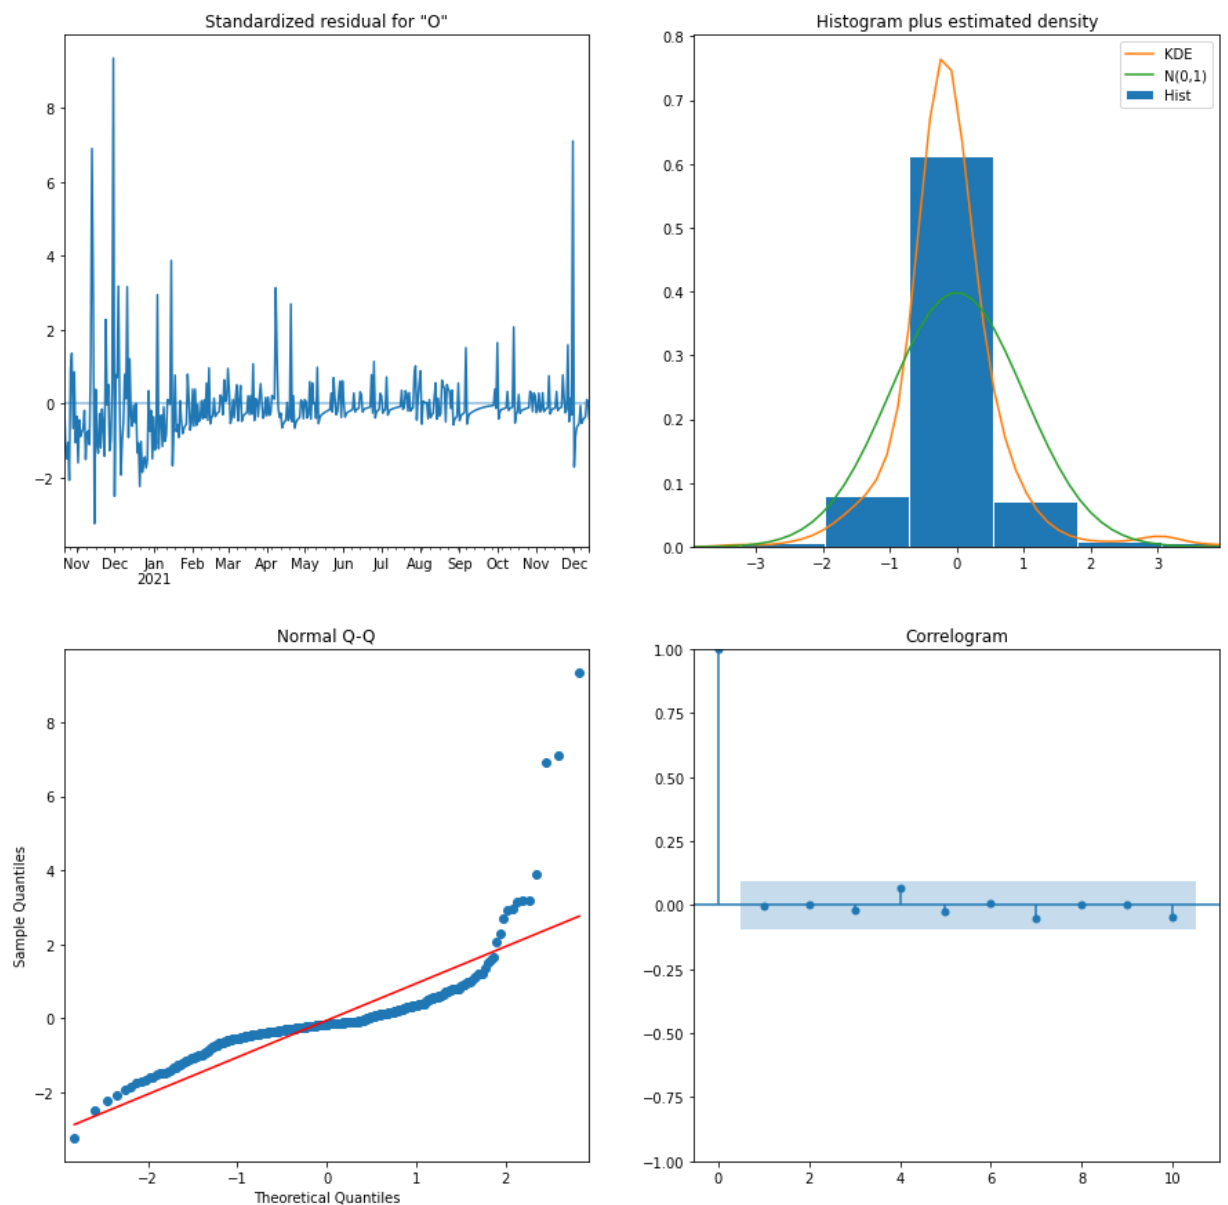 Standardized residual for "O"
8
6
4
2
0
−2
Nov Dec Jan Feb Mar Apr May Jun Jul Aug Sep Oct Nov Dec
2021
Histogram plus estimated density
KDE
N(0,1)
Hist
0.8
0.7
0.6
0.5
0.4
0.3
0.2
0.1
0.0
−3 −2 −1 0 1 2 3
Normal Q-Q
Sample Quantiles
8
6
4
2
0
−2
−2 −1 0 1 2
Theoretical Quantiles
Correlogram
1.00
0.75
0.50
0.25
0.00
−0.25
−0.50
−0.75
−1.00
0 2 4 6 8 10